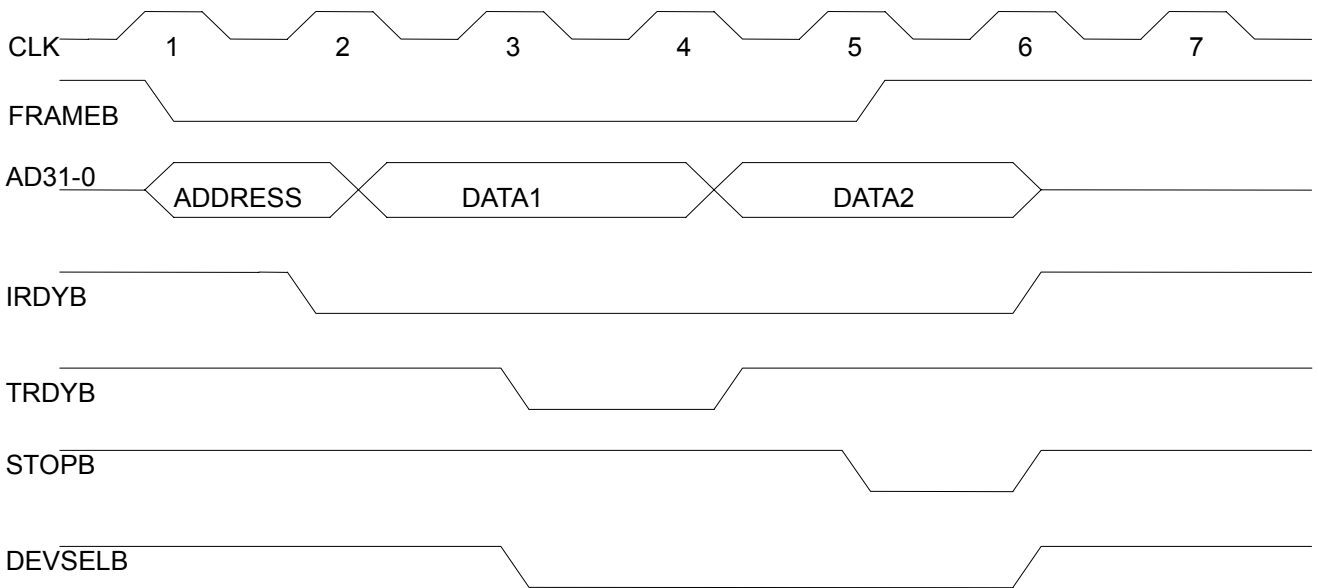 CLK 1 2 3 4 5 6 7
FRAMEB
AD31-0 ADDRESS DATA1 DATA2
IRDYB
TRDYB
STOPB
DEVSELB